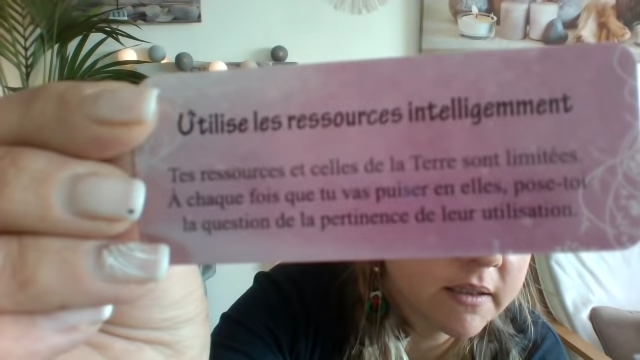 Utilise les ressources intelligemment
Tes ressources et celles de la Terre sont limitées.
À chaque fois que tu vas puiser en elles, pose-toi
la question de la pertinence de leur utilisation.